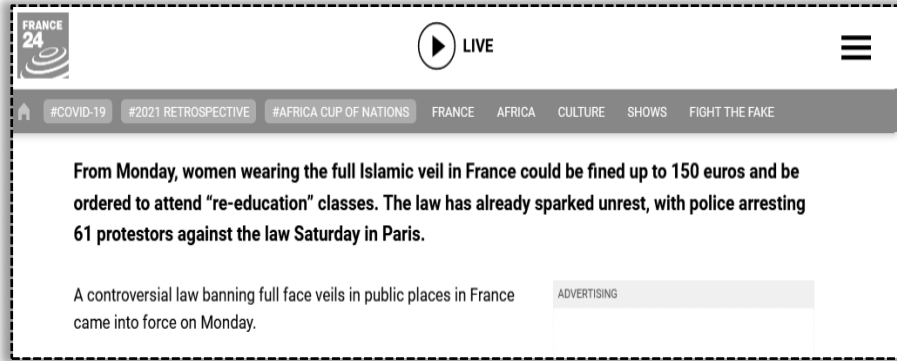 FRANCE
24
LIVE
#COVID-19 #2021 RETROSPECTIVE #AFRICA CUP OF NATIONS FRANCE AFRICA CULTURE SHOWS FIGHT THE FAKE
From Monday, women wearing the full Islamic veil in France could be fined up to 150 euros and be
ordered to attend “re-education” classes. The law has already sparked unrest, with police arresting
61 protestors against the law Saturday in Paris.
A controversial law banning full face veils in public places in France
came into force on Monday.
ADVERTISING